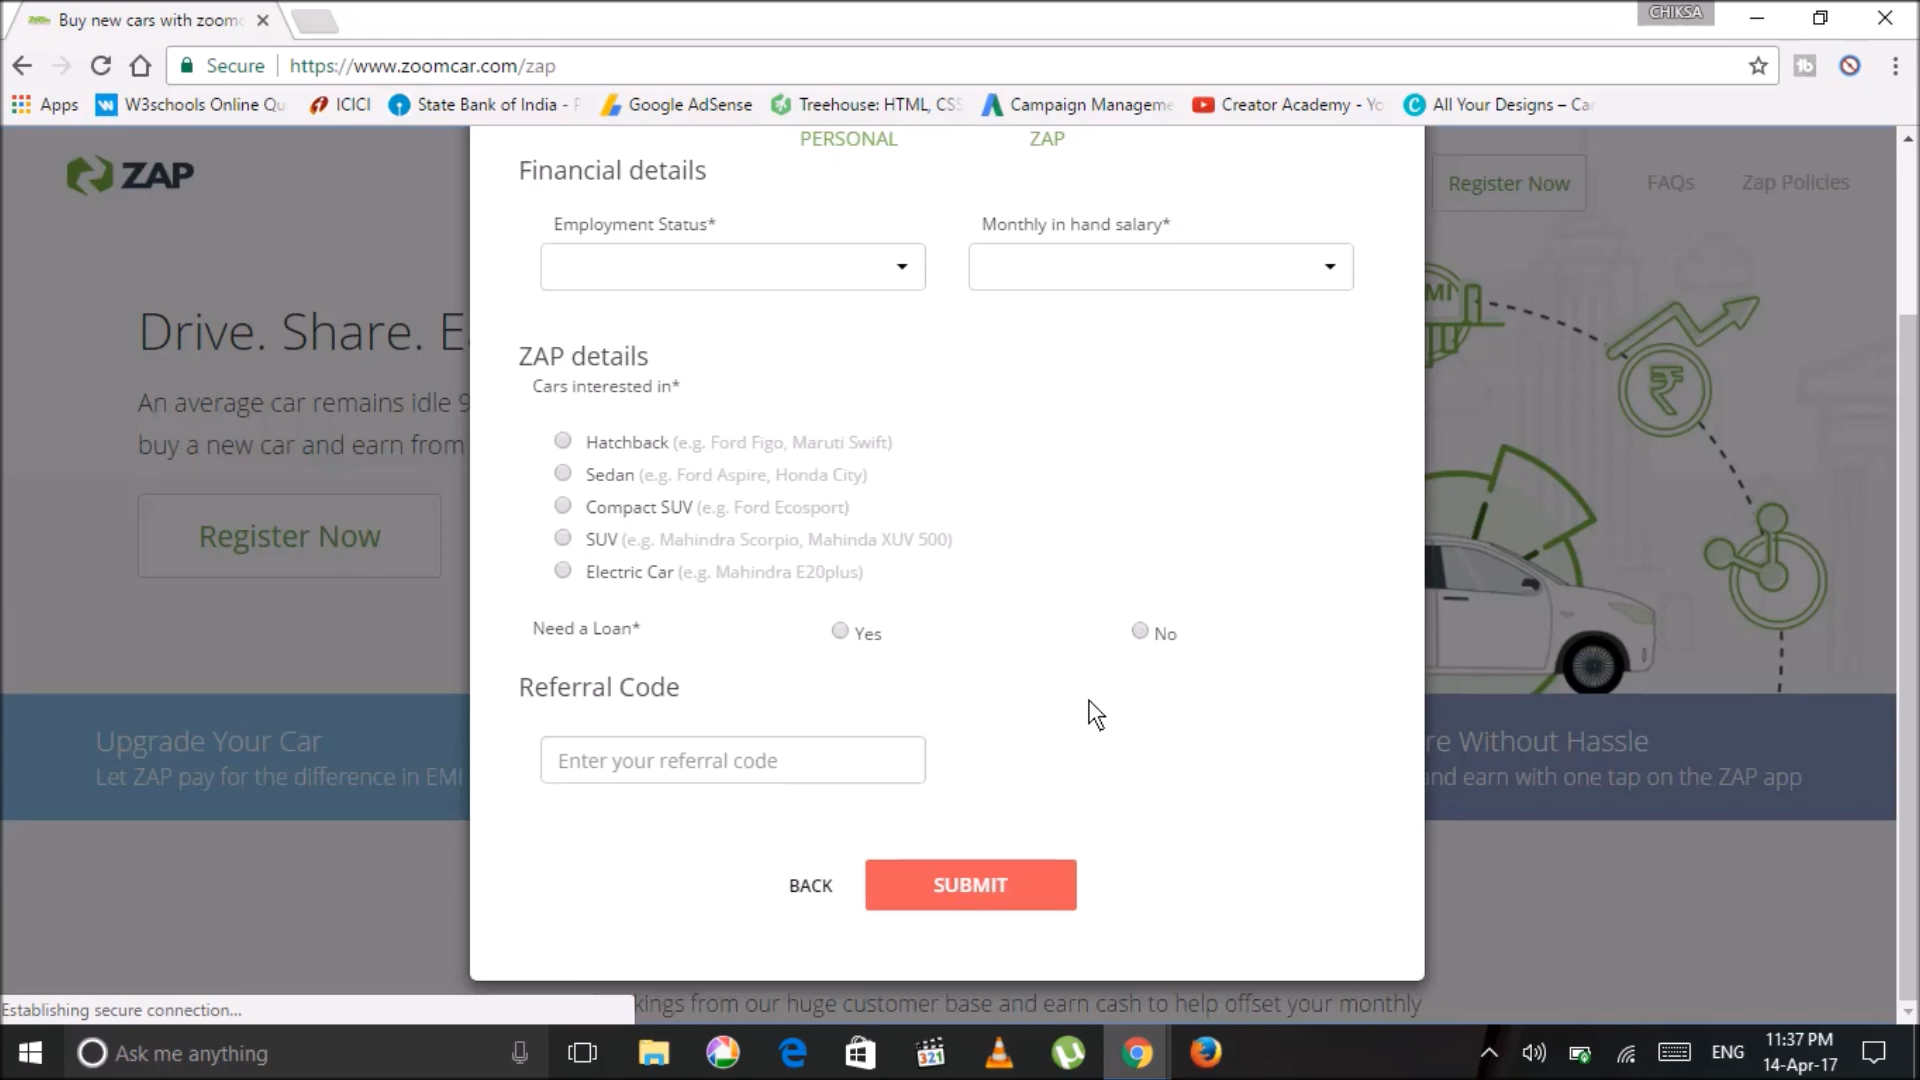 Buy new cars with zoomc
CHIKSA
Secure
https://www.zoomcar.com/zap
Apps
W3schools Online Qu
ICICI
State Bank of India -
Google AdSense
Treehouse: HTML, CSS
Campaign Manageme
Creator Academy - Yo
All Your Designs – Ca
PERSONAL
ZAP
Financial details
ZAP
Register Now
FAQs
Zap Policies
Employment Status*
Monthly in hand salary*
MI
Drive. Share. E
ZAP details
Cars interested in*
An average car remains idle 9
buy a new car and earn from
Hatchback (e.g. Ford Figo, Maruti Swift)
Sedan (e.g. Ford Aspire, Honda City)
Compact SUV (e.g. Ford Ecosport)
SUV (e.g. Mahindra Scorpio, Mahinda XUV 500)
Electric Car (e.g. Mahindra E20plus)
Register Now
Need a Loan*
Yes
No
Referral Code
Enter your referral code
Upgrade Your Car
Let ZAP pay for the difference in EMI
re Without Hassle
and earn with one tap on the ZAP app
BACK
SUBMIT
Establishing secure connection...
kings from our huge customer base and earn cash to help offset your monthly
Ask me anything
321
ENG
11:37 PM
14-Apr-17